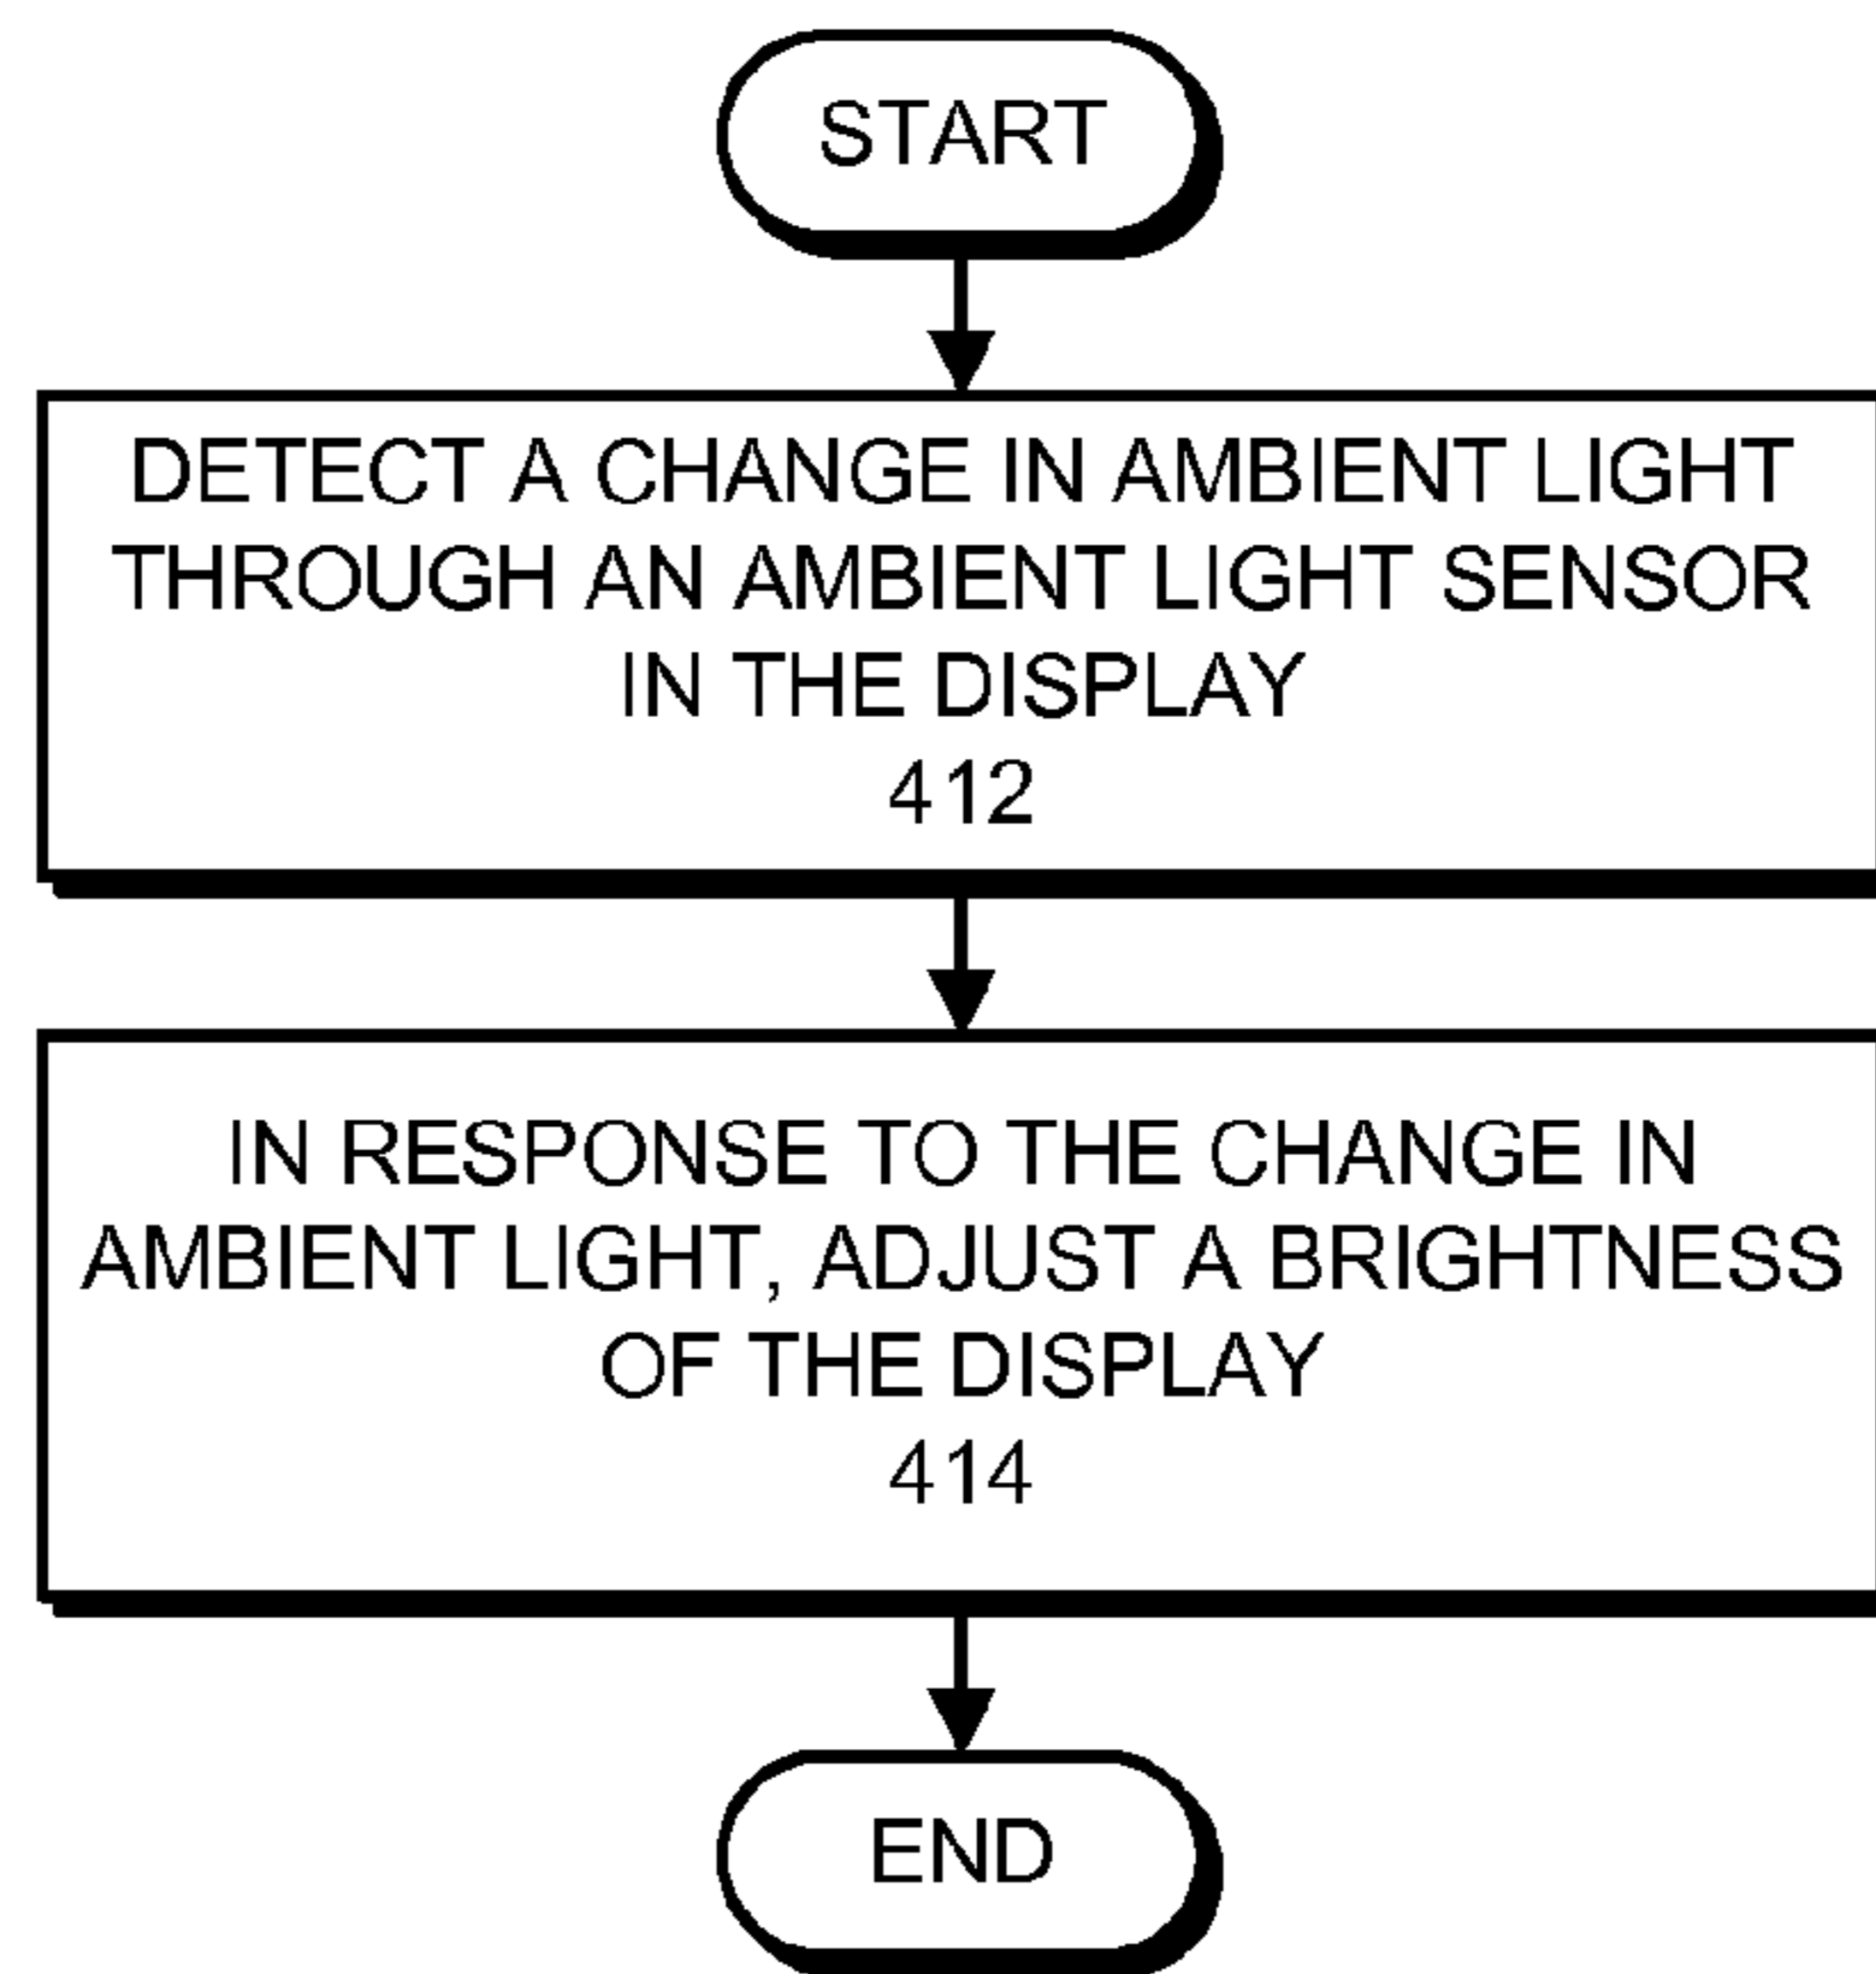 START
DETECT A CHANGE IN AMBIENT LIGHT
THROUGH AN AMBIENT LIGHT SENSOR
IN THE DISPLAY
412
IN RESPONSE TO THE CHANGE IN
AMBIENT LIGHT, ADJUST A BRIGHTNESS
OF THE DISPLAY
414
END